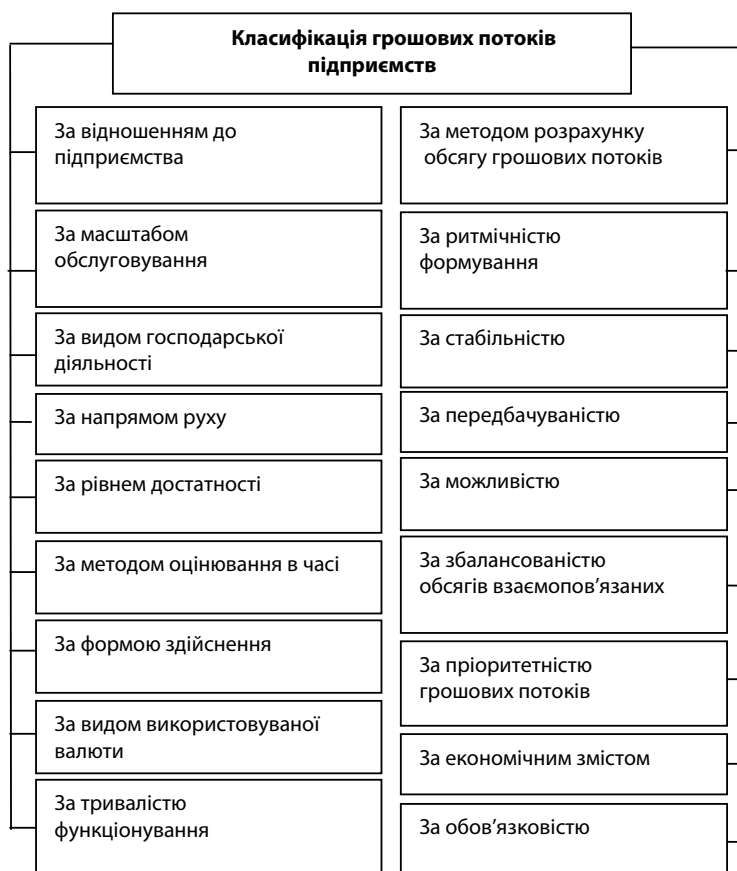 Класифікація грошових потоків
підприємств
За відношенням до
підприємства
За масштабом
обслуговування
За видом господарської
діяльності
За напрямом руху
За рівнем достатності
За методом оцінювання в часі
За формою здійснення
За видом використовуваної
валюти
За тривалістю
функціонування
За методом розрахунку
обсягу грошових потоків
За ритмічністю
формування
За стабільністю
За передбачуваністю
За можливістю
За збалансованістю
обсягів взаємопов’язаних
За пріоритетністю
грошових потоків
За економічним змістом
За обов’язковістю